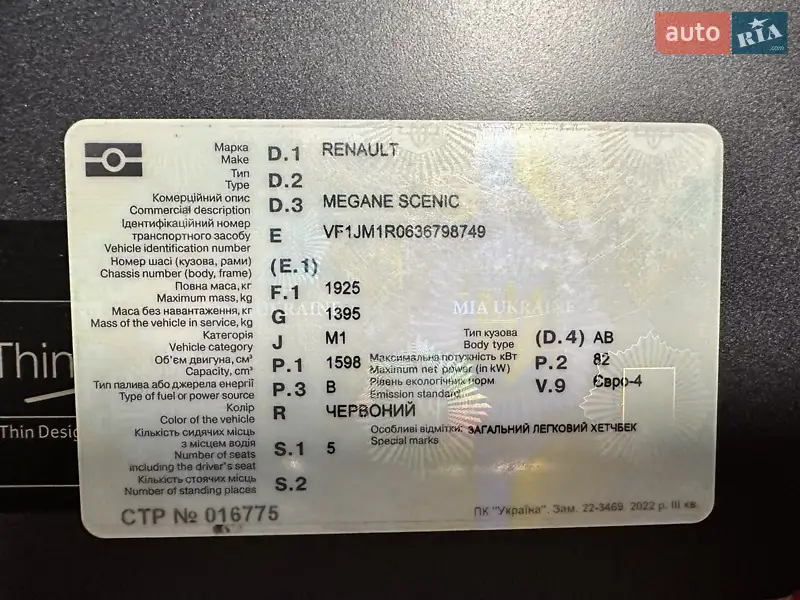 auto RIA
.com
Марка
Make D.1 RENAULT
Тип
Type D.2
Комерційний опис
Commercial description D.3 MEGANE SCENIC
Ідентифікаційний номер
транспортного засобу
Vehicle identification number E VF1JM1R0636798749
Номер шасі (кузова, рами)
Chassis number (body, frame) (E.1)
Повна маса, кг
Maximum mass, kg F.1 1925
Маса без навантаження, кг
Mass of the vehicle in service, kg G 1395
MIA UKRAINE
Категорія
Vehicle category J M1
Тип кузова
Body type (D.4) AB
Об'єм двигуна, см³
Capacity, cm³ P.1 1598
Максимальна потужність кВт
Maximum net power (in kW) P.2 82
Тип палива або джерела енергії
Type of fuel or power source P.3 B
Рівень екологічних норм
Emission standard V.9 Євро-4
Колір
Color of the vehicle R ЧЕРВОНИЙ
Особливі відмітки: ЗАГАЛЬНИЙ ЛЕГКОВИЙ ХЕТЧБЕК
Special marks
Кількість сидячих місць
з місцем водія
Number of seats
including the driver's seat S.1 5
Кількість стоячих місць
Number of standing places S.2
СТР № 016775
ПК "Україна". Зам. 22-3469. 2022 р. III кв.
Thin
Thin Desig